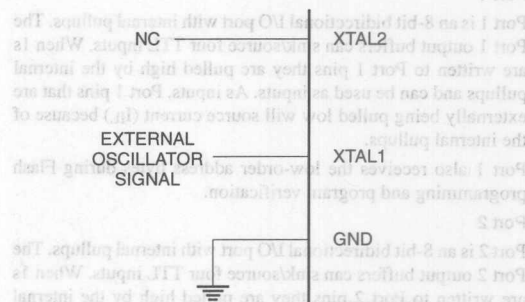 NC
XTAL2
EXTERNAL
OSCILLATOR
SIGNAL
XTAL1
GND
Port 1 is an 8-bit bidirectional I/O port with internal pullups. The
Port 1 output buffers can sink/source four TTL inputs. When 1s
are written to Port 1 pins they are pulled high by the internal
pullups and can be used as inputs. As inputs, Port 1 pins that are
externally being pulled low will source current because of
the internal pullups.
Port 1 also receives the low-order address during Flash
programming and program verification.
Port 2
Port 2 is an 8-bit bidirectional I/O port with internal pullups. The
Port 2 output buffers can sink/source four TTL inputs. When 1s
are written to Port 2 pins they are pulled high by the internal